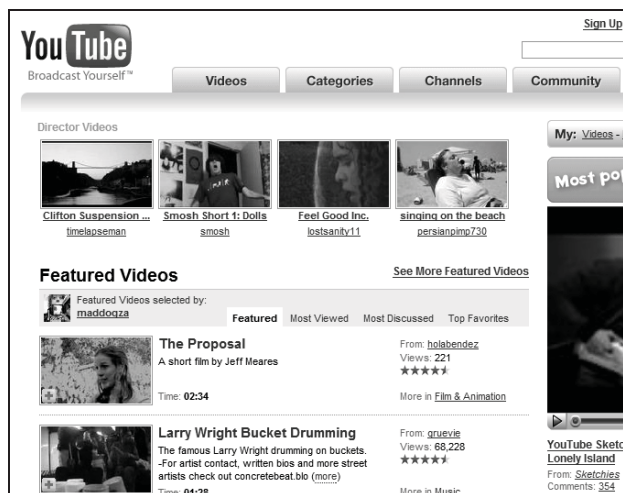 Sign Up
YouTube
Broadcast Yourself™
Videos
Categories
Channels
Community
Director Videos
Clifton Suspension ...
timelapseman
Smosh Short 1: Dolls
smosh
Feel Good Inc.
lostsanity11
singing on the beach
persianpimp730
My: Videos -
Most pop
Featured Videos
See More Featured Videos
Featured Videos selected by:
maddogza
Featured
Most Viewed
Most Discussed
Top Favorites
The Proposal
A short film by Jeff Meares
Time: 02:34
From: holabendez
Views: 221
More in Film & Animation
Larry Wright Bucket Drumming
The famous Larry Wright drumming on buckets.
-For artist contact, written bios and more street
artists check out concretebeat.blo (more)
Time: 04:28
From: gruevie
Views: 68,228
More in Music
YouTube Sketc
Lonely Island
From: Sketchies
Comments: 354